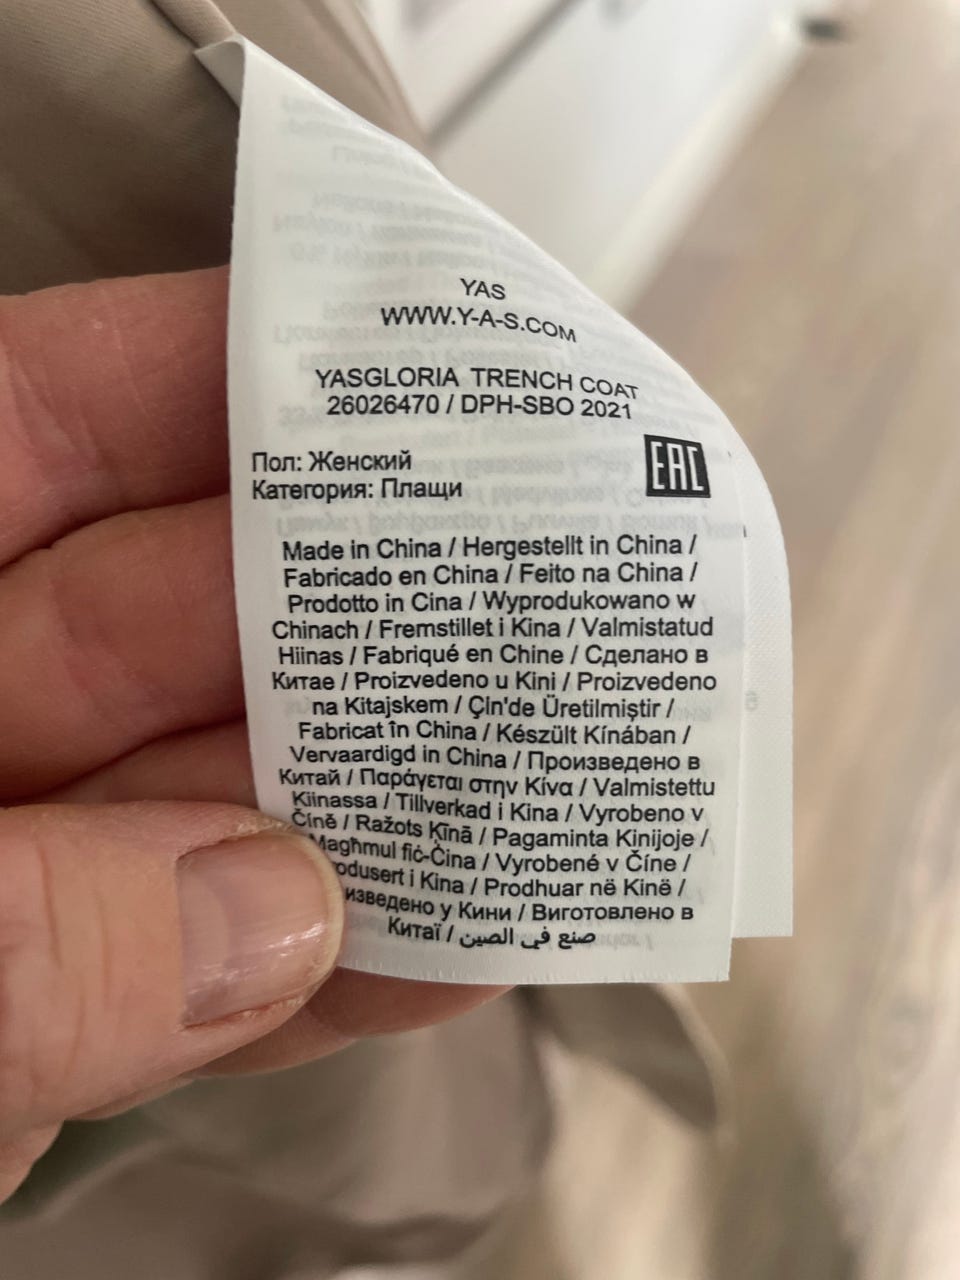 YAS
WWW.Y-A-S.COM
YASGLORIA TRENCH COAT
26026470 / DPH-SBO 2021
Пол: Женский
Категория: Плащи
EAC
Made in China / Hergestellt in China /
Fabricado en China / Feito na China /
Prodotto in Cina / Wyprodukowano w
Chinach / Fremstillet i Kina / Valmistatud
Hiinas / Fabriqué en Chine / Сделано в
Китае / Proizvedeno u Kini / Proizvedeno
na Kitajskem / Çin'de Üretilmiştir /
Fabricat în China / Készült Kínában /
Vervaardigd in China / Произведено в
Китай / Παράγεται στην Κίνα / Valmistettu
Kiinassa / Tillverkad i Kina / Vyrobeno v
Číně / Ražots Ķīnā / Pagaminta Kinijoje /
Magħmul fiċ-Ċina / Vyrobené v Číne /
rodusert i Kina / Prodhuar në Kinë /
изведено у Кини / Виготовлено в
Китаї / صنع في الصين